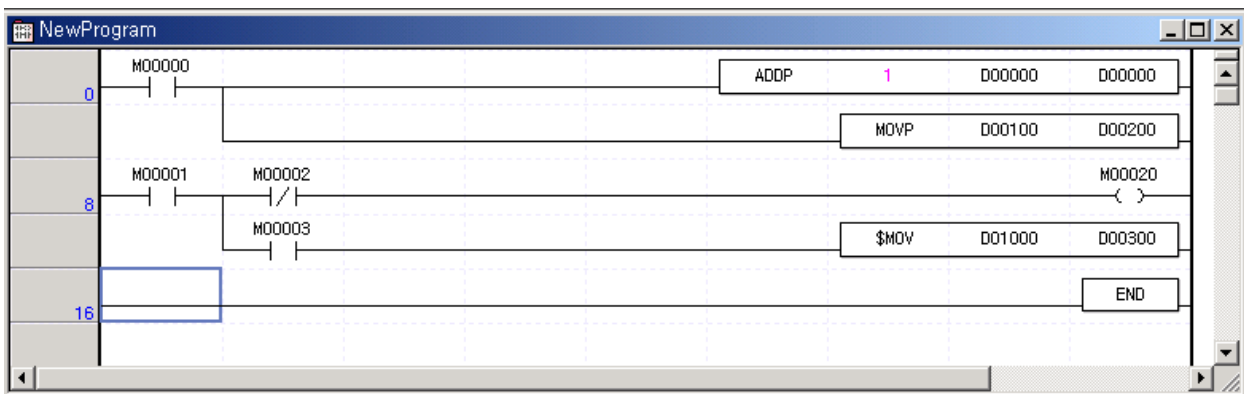 NewProgram
M00000
0
ADDP 1 D00000 D00000
MOVP D00100 D00200
M00001 M00002 M00020
8
M00003
$MOV D01000 D00300
16
END